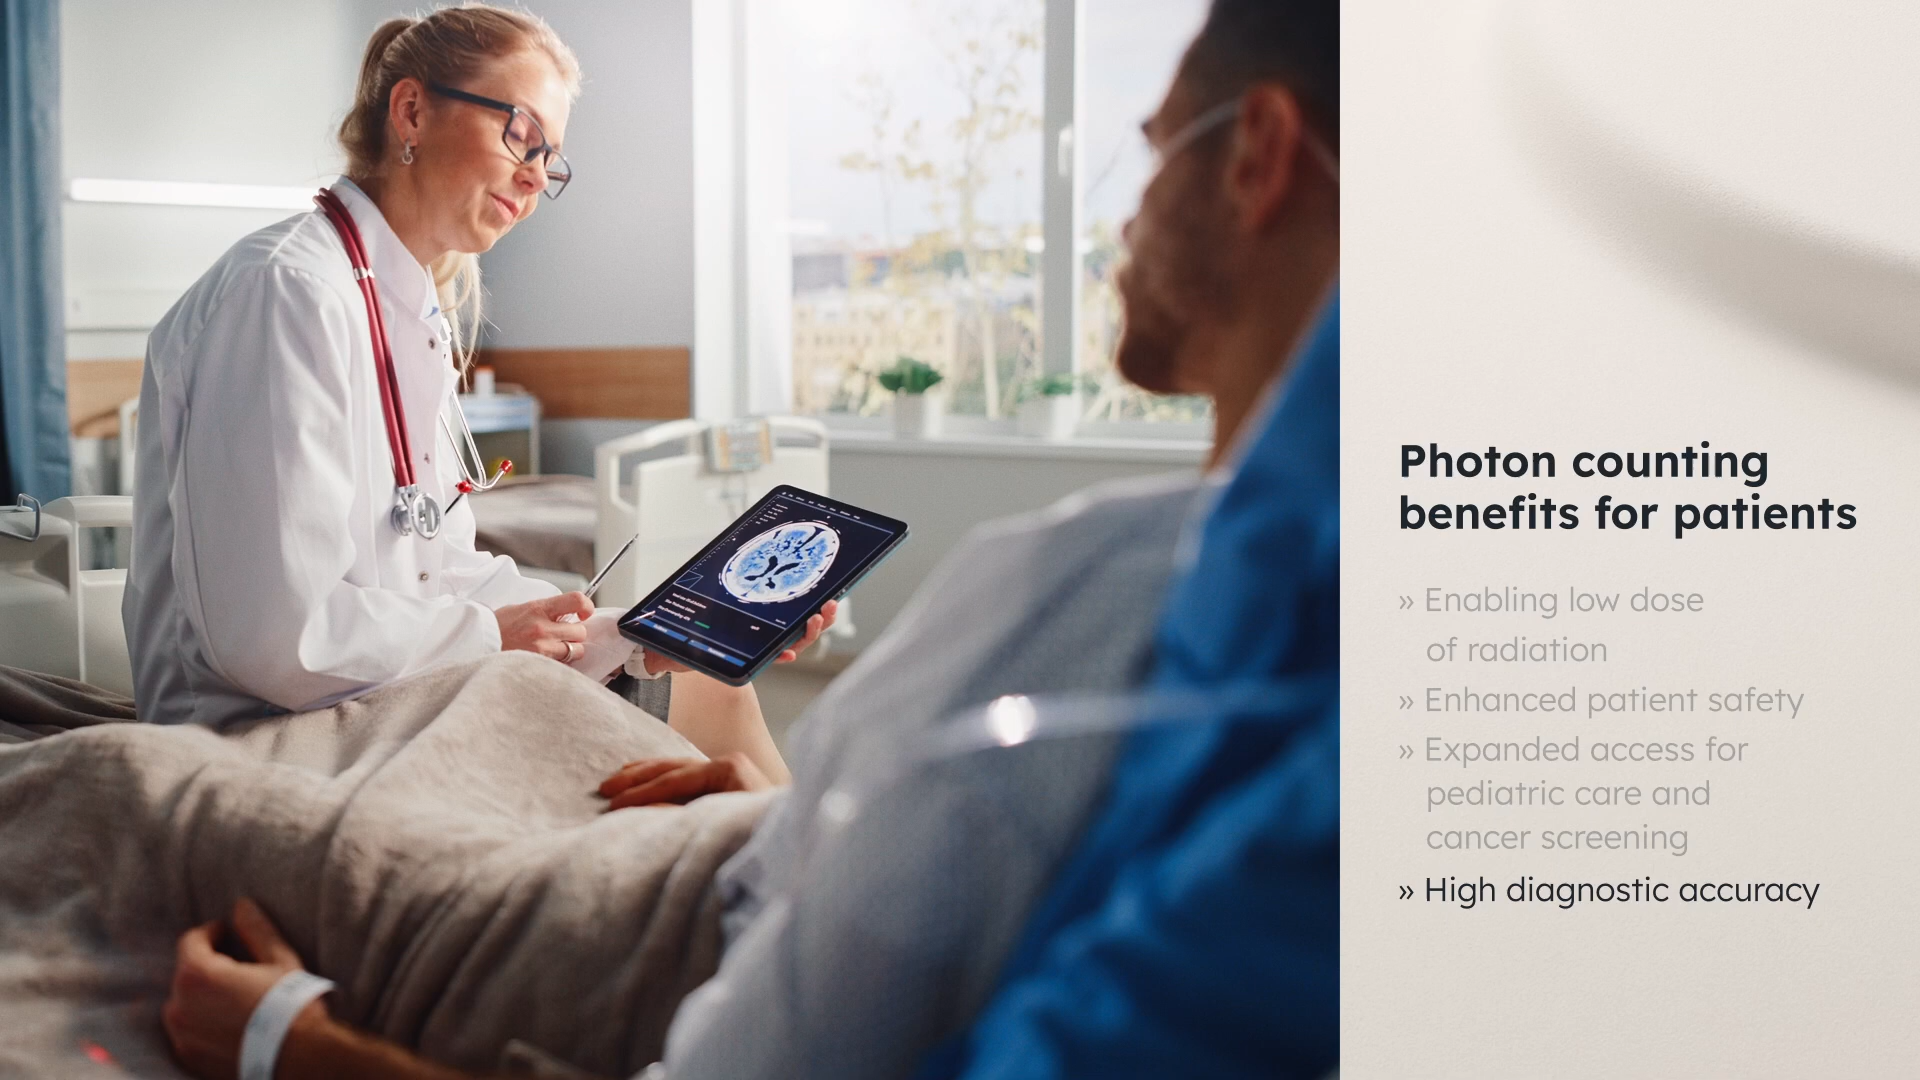 Photon counting
benefits for patients
» Enabling low dose
of radiation
» Enhanced patient safety
» Expanded access for
pediatric care and
cancer screening
» High diagnostic accuracy